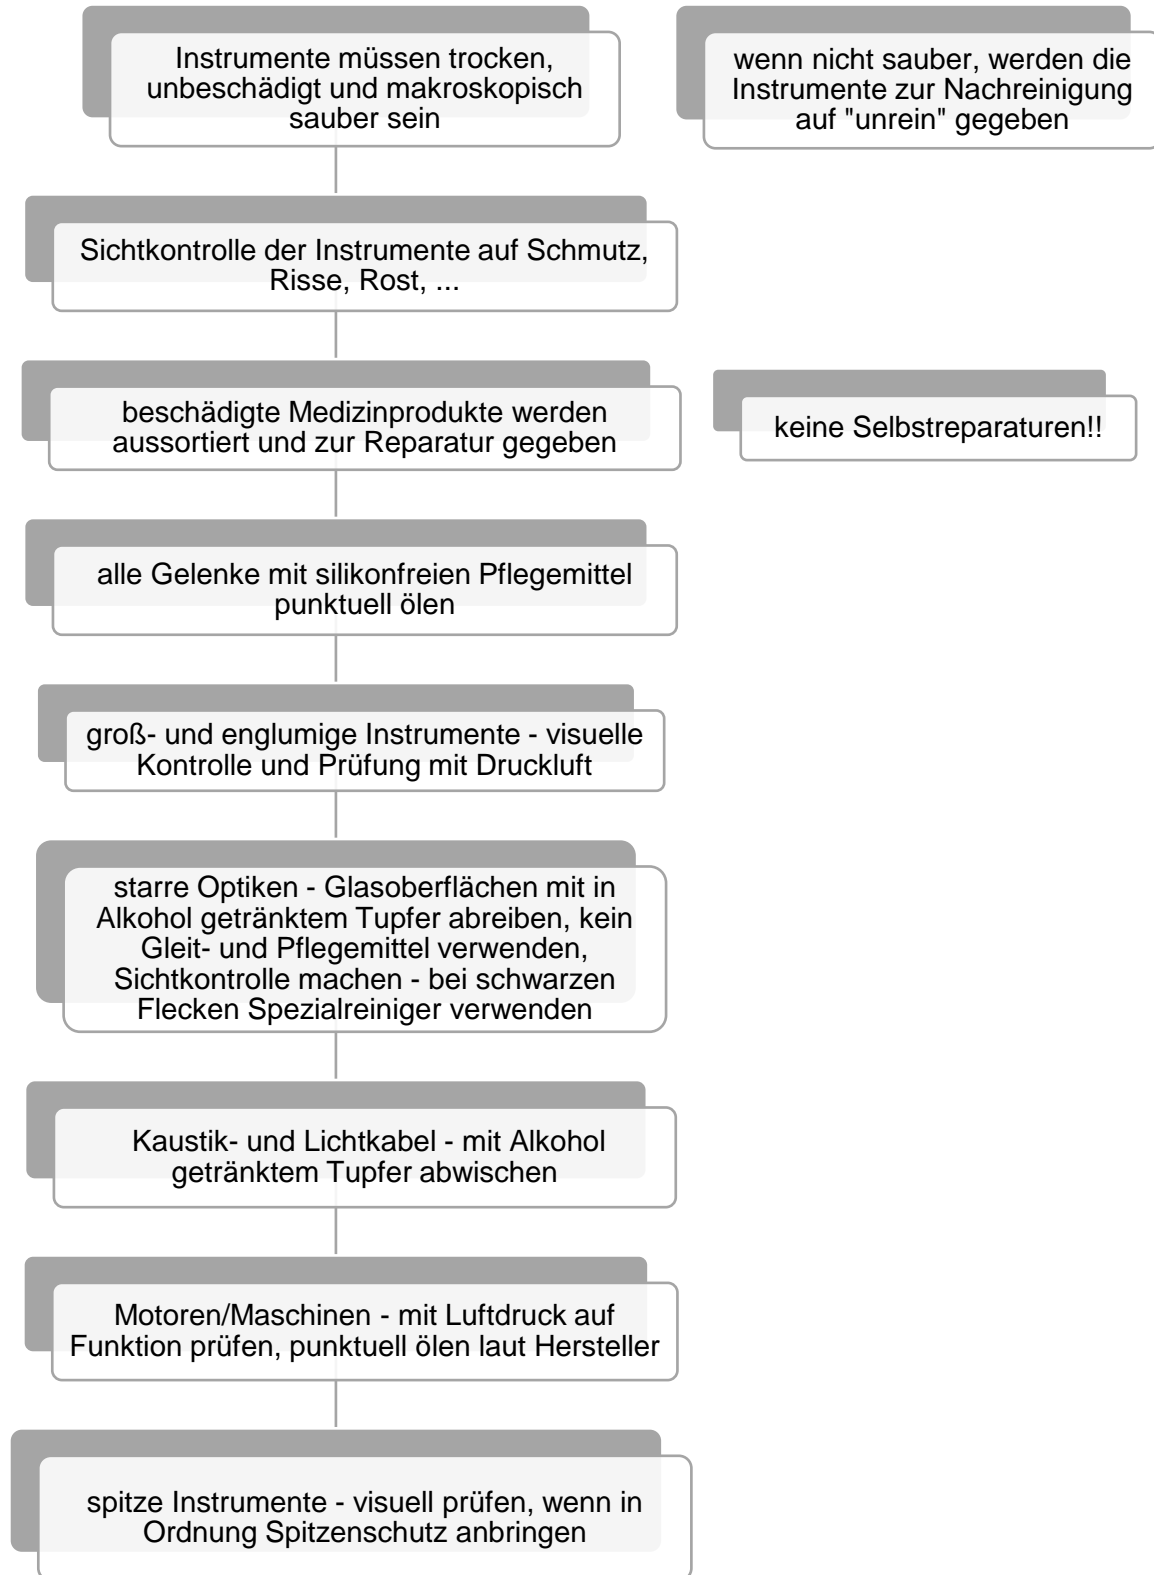 Instrumente müssen trocken,
unbeschädigt und makroskopisch
sauber sein
wenn nicht sauber, werden die
Instrumente zur Nachreinigung
auf "unrein" gegeben
Sichtkontrolle der Instrumente auf Schmutz,
Risse, Rost, ...
beschädigte Medizinprodukte werden
aussortiert und zur Reparatur gegeben
keine Selbstreparaturen!!
alle Gelenke mit silikonfreien Pflegemittel
punktuell ölen
groß- und englumige Instrumente - visuelle
Kontrolle und Prüfung mit Druckluft
starre Optiken - Glasoberflächen mit in
Alkohol getränktem Tupfer abreiben, kein
Gleit- und Pflegemittel verwenden,
Sichtkontrolle machen - bei schwarzen
Flecken Spezialreiniger verwenden
Kaustik- und Lichtkabel - mit Alkohol
getränktem Tupfer abwischen
Motoren/Maschinen - mit Luftdruck auf
Funktion prüfen, punktuell ölen laut Hersteller
spitze Instrumente - visuell prüfen, wenn in
Ordnung Spitzenschutz anbringen